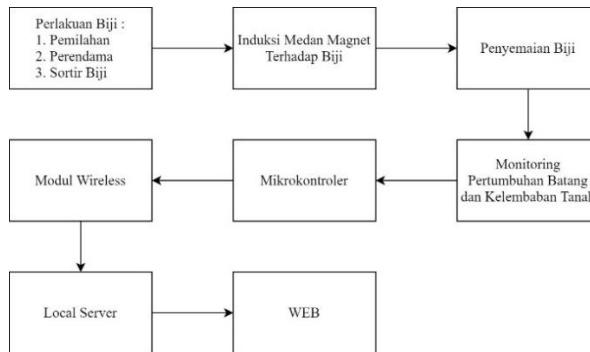 Perlakuan Biji :
1. Pemilahan
2. Perendama
3. Sortir Biji
Induksi Medan Magnet
Terhadap Biji
Penyemaian Biji
Monitoring
Pertumbuhan Batang
dan Kelembaban Tanah
Mikrokontroler
Modul Wireless
Local Server
WEB